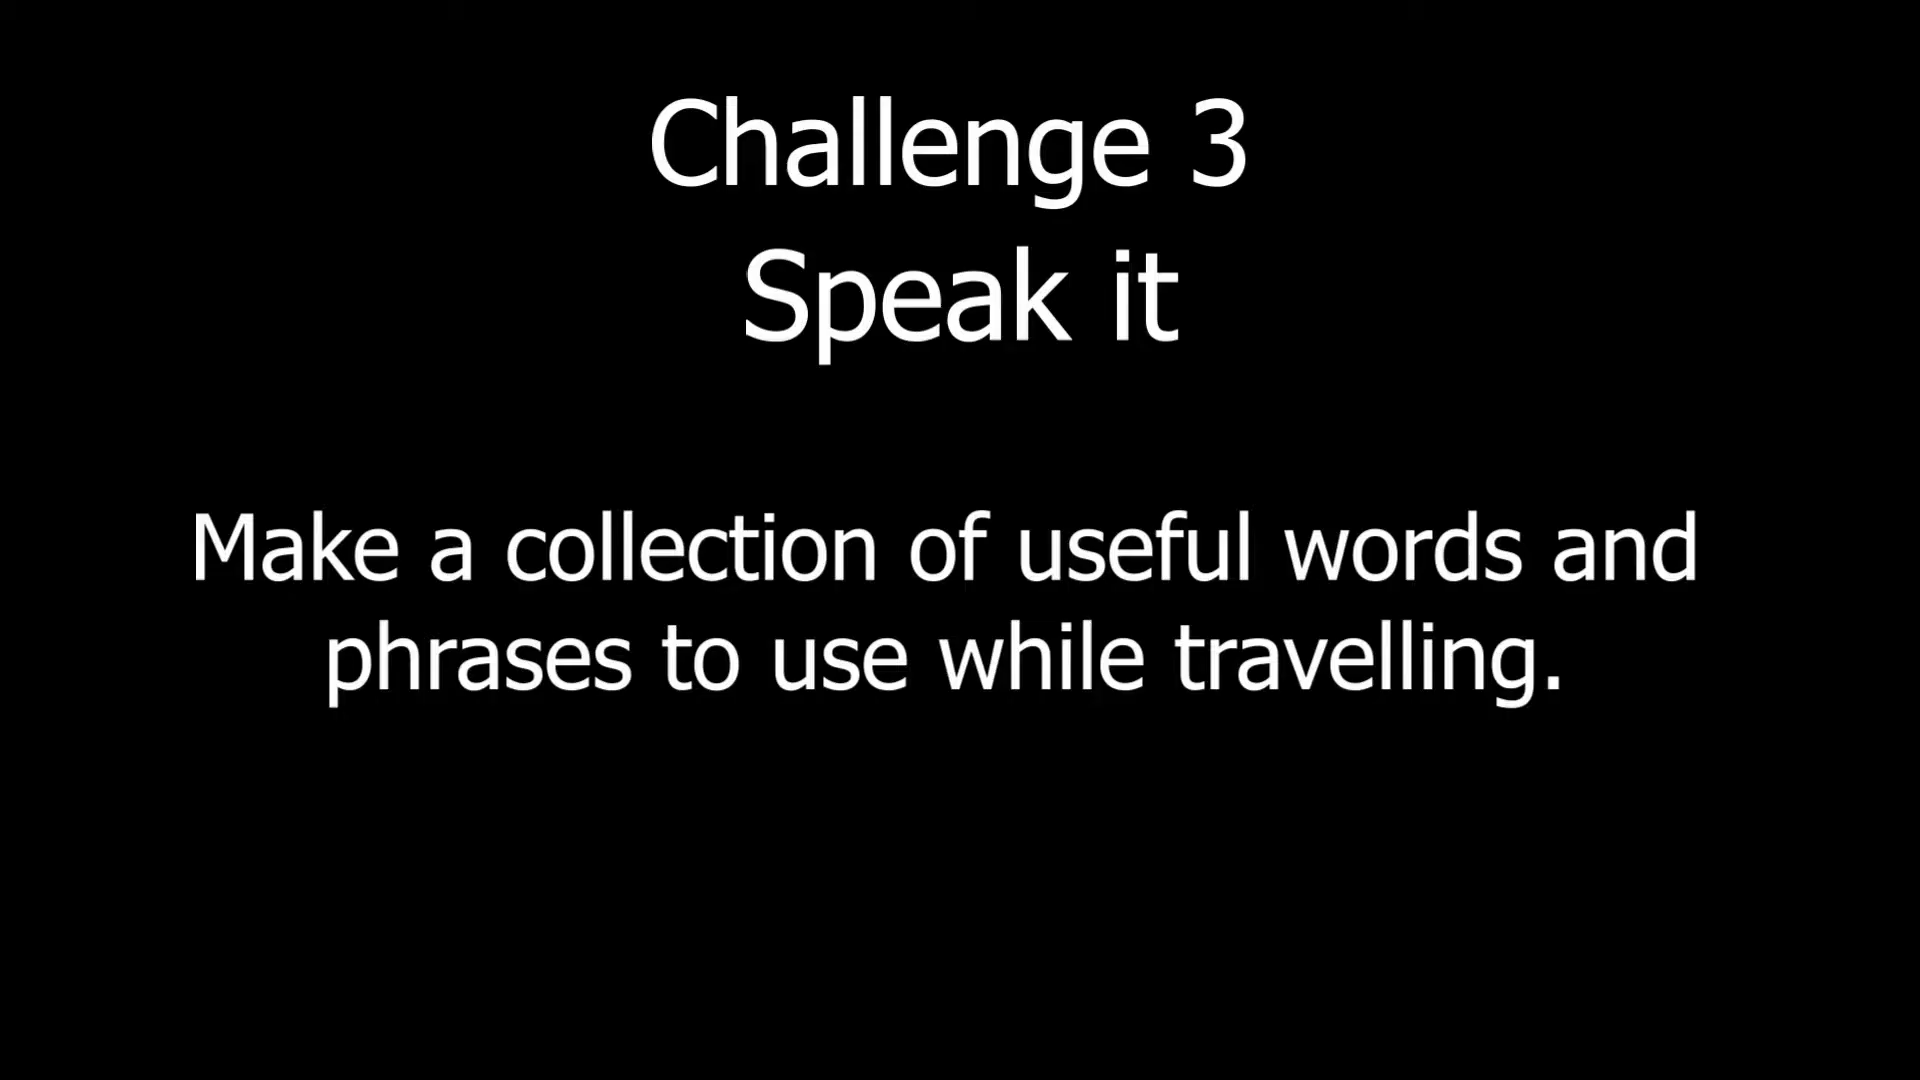 Challenge 3
Speak it
Make a collection of useful words and
phrases to use while travelling.